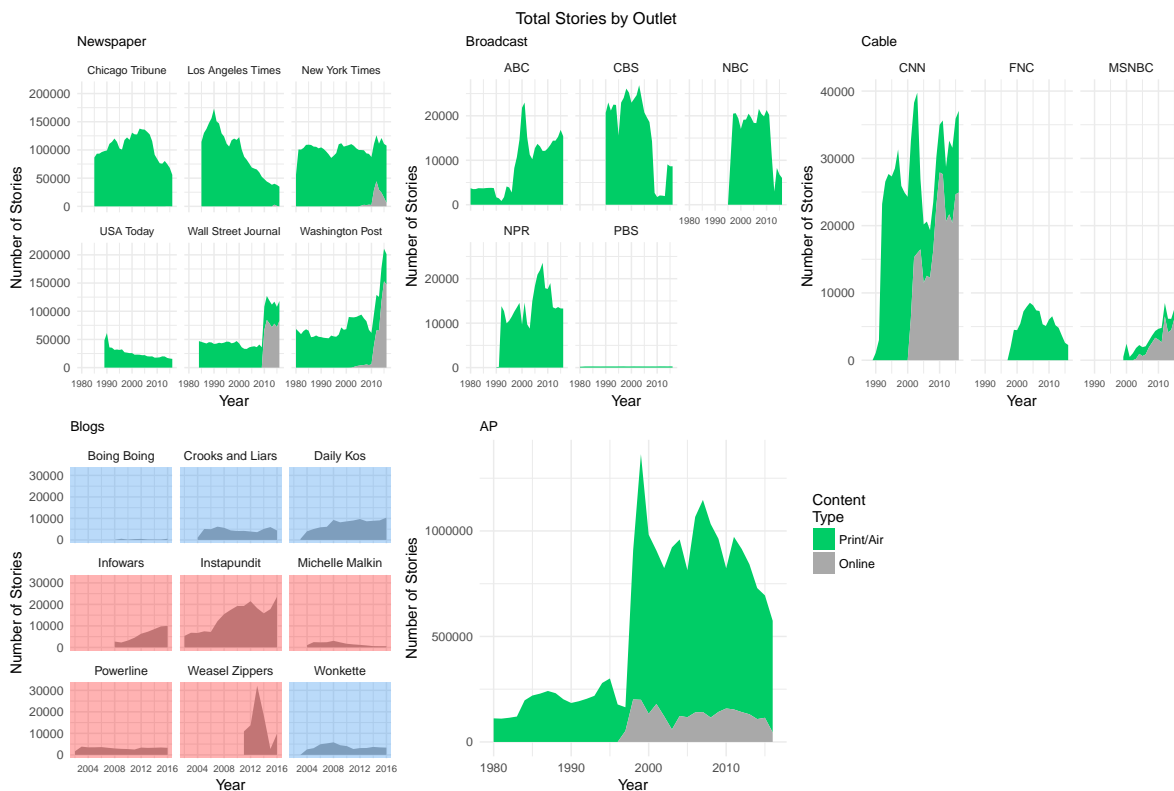 Total Stories by Outlet
Newspaper
Chicago Tribune Los Angeles Times New York Times
200000
150000
100000
50000
0
USA Today Wall Street Journal Washington Post
200000
150000
100000
50000
0
1980 1990 2000 2010 1980 1990 2000 2010 1980 1990 2000 2010
Number of Stories
Year
Broadcast
ABC CBS NBC
20000
10000
0
1980 1990 2000 2010
NPR PBS
20000
10000
0
1980 1990 2000 2010 1980 1990 2000 2010
Number of Stories
Year
Cable
CNN FNC MSNBC
40000
30000
20000
10000
0
1990 2000 2010 1990 2000 2010 1990 2000 2010
Number of Stories
Year
Blogs
Boing Boing Crooks and Liars Daily Kos
30000
20000
10000
0
Infowars Instapundit Michelle Malkin
30000
20000
10000
0
Powerline Weasel Zippers Wonkette
30000
20000
10000
0
2004 2008 2012 2016 2004 2008 2012 2016 2004 2008 2012 2016
Number of Stories
Year
AP
1000000
500000
0
1980 1990 2000 2010
Number of Stories
Year
Content
Type
Print/Air
Online